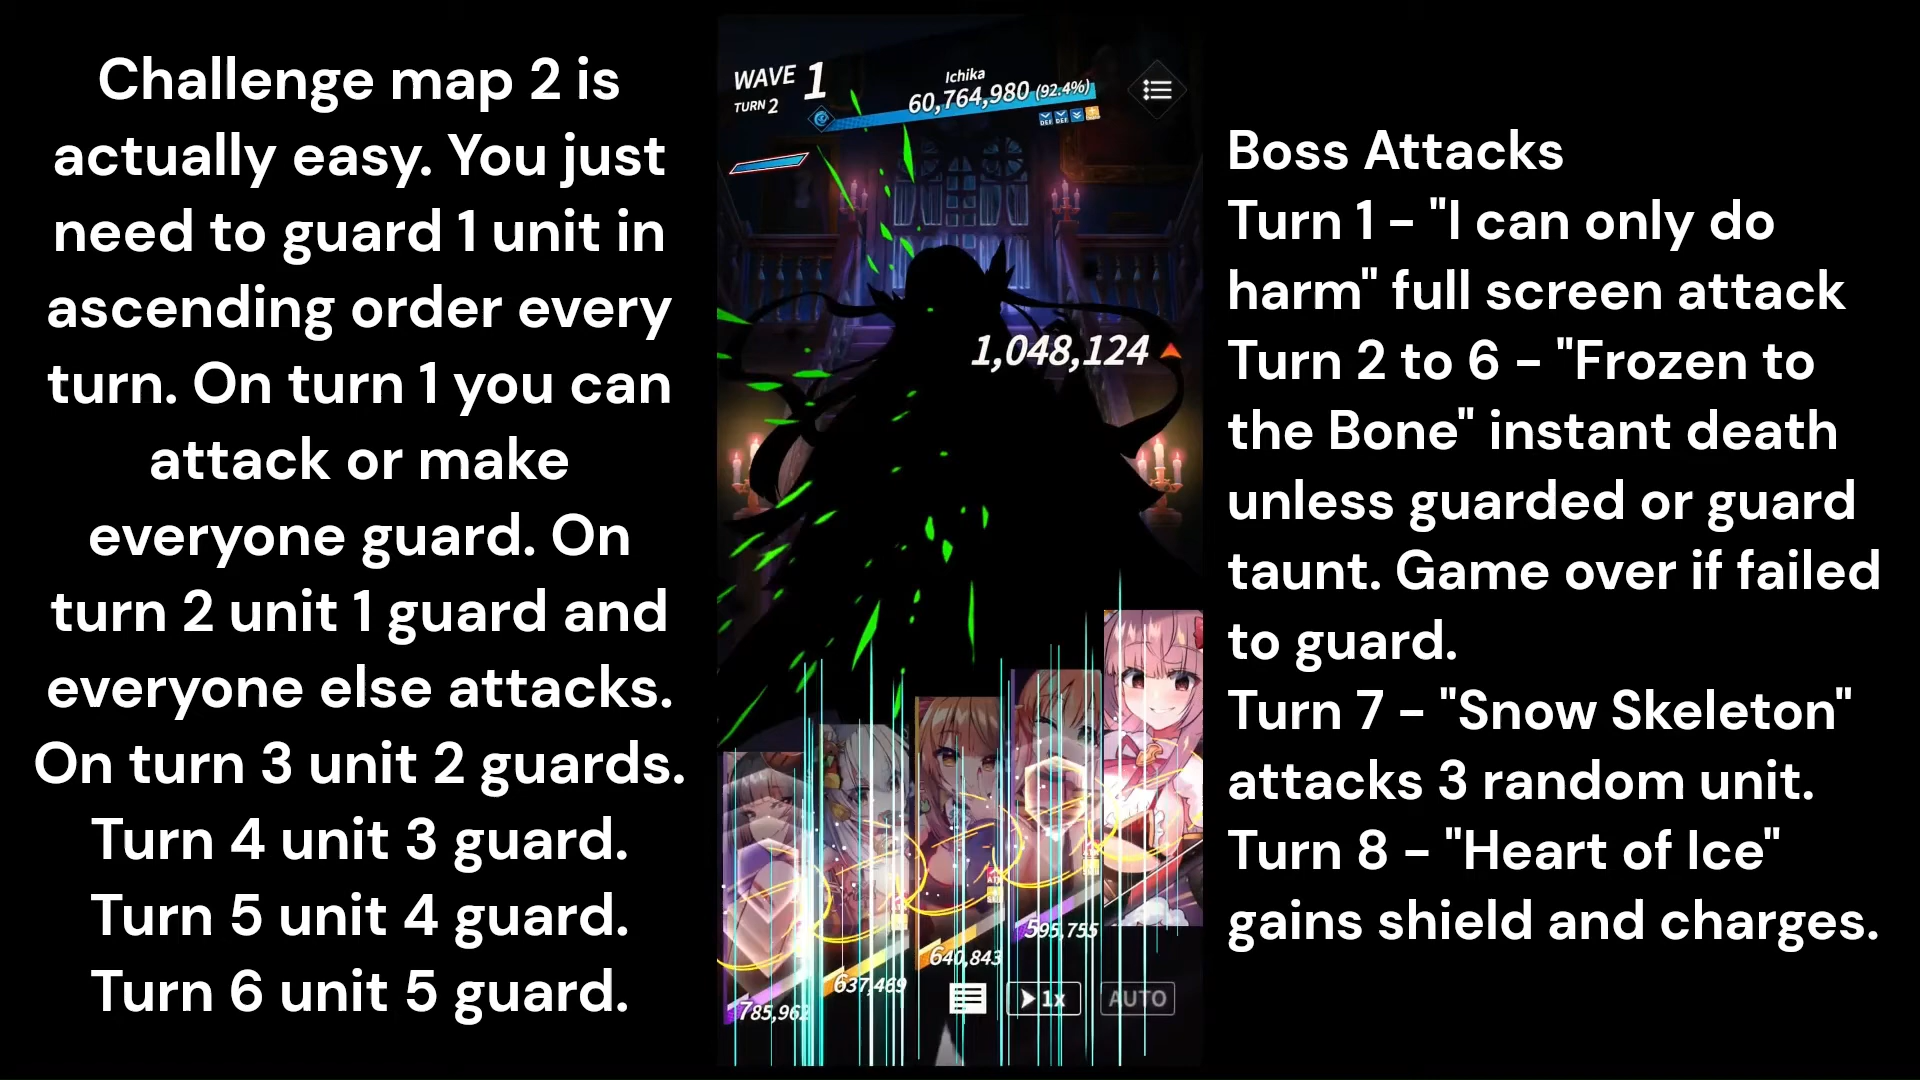 Challenge map 2 is
actually easy. You just
need to guard 1 unit in
ascending order every
turn. On turn 1 you can
attack or make
everyone guard. On
turn 2 unit 1 guard and
everyone else attacks.
On turn 3 unit 2 guards.
Turn 4 unit 3 guard.
Turn 5 unit 4 guard.
Turn 6 unit 5 guard.
WAVE 1
TURN 2
Ichika
60,764,980 (92.4%)
DEF DEF
1,048,124
595,755
640,843
637,469
785,962
1x
AUTO
Boss Attacks
Turn 1 - "I can only do
harm" full screen attack
Turn 2 to 6 - "Frozen to
the Bone" instant death
unless guarded or guard
taunt. Game over if failed
to guard.
Turn 7 - "Snow Skeleton"
attacks 3 random unit.
Turn 8 - "Heart of Ice"
gains shield and charges.